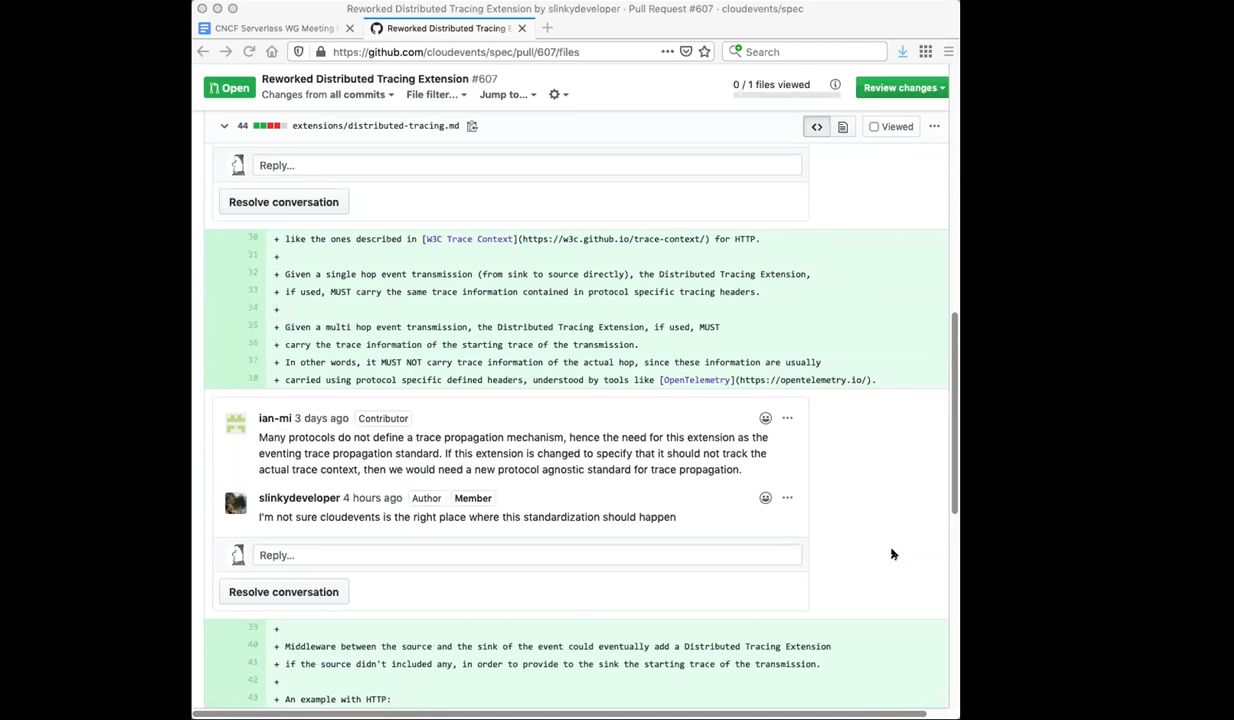 Reworked Distributed Tracing Extension by slinkydeveloper · Pull Request #607 · cloudevents/spec
CNCF Serverless WG Meeting
Reworked Distributed Tracing E
https://github.com/cloudevents/spec/pull/607/files
Search
Open
Reworked Distributed Tracing Extension #607
Changes from all commits
File filter...
Jump to...
0 / 1 files viewed
Review changes
44 extensions/distributed-tracing.md
Viewed
Reply...
Resolve conversation
30 + like the ones described in [W3C Trace Context](https://w3c.github.io/trace-context/) for HTTP.
31 +
32 + Given a single hop event transmission (from sink to source directly), the Distributed Tracing Extension,
33 + if used, MUST carry the same trace information contained in protocol specific tracing headers.
34 +
35 + Given a multi hop event transmission, the Distributed Tracing Extension, if used, MUST
36 + carry the trace information of the starting trace of the transmission.
37 + In other words, it MUST NOT carry trace information of the actual hop, since these information are usually
38 + carried using protocol specific defined headers, understood by tools like [OpenTelemetry](https://opentelemetry.io/).
ian-mi 3 days ago Contributor
Many protocols do not define a trace propagation mechanism, hence the need for this extension as the
eventing trace propagation standard. If this extension is changed to specify that it should not track the
actual trace context, then we would need a new protocol agnostic standard for trace propagation.
slinkydeveloper 4 hours ago Author Member
I'm not sure cloudevents is the right place where this standardization should happen
Reply...
Resolve conversation
39 +
40 + Middleware between the source and the sink of the event could eventually add a Distributed Tracing Extension
41 + if the source didn't included any, in order to provide to the sink the starting trace of the transmission.
42 +
43 + An example with HTTP: